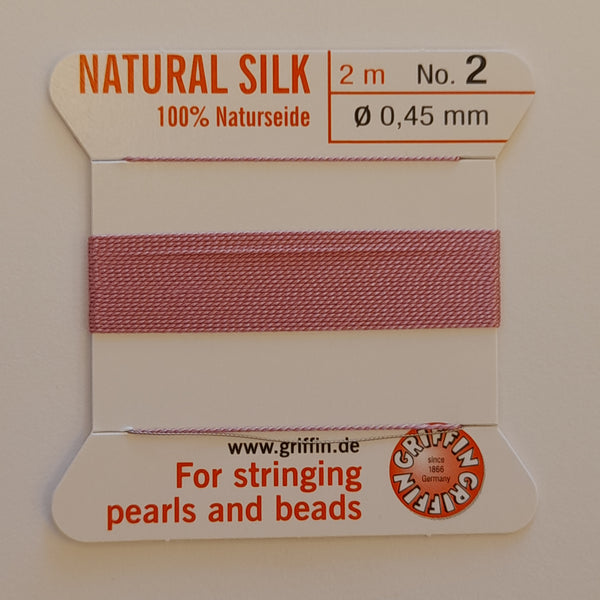 NATURAL SILK
100% Naturseide
2 m No. 2
Ø 0,45 mm
www.griffin.de
For stringing
pearls and beads
GRIFFIN GRIFFIN
since
1866
Germany